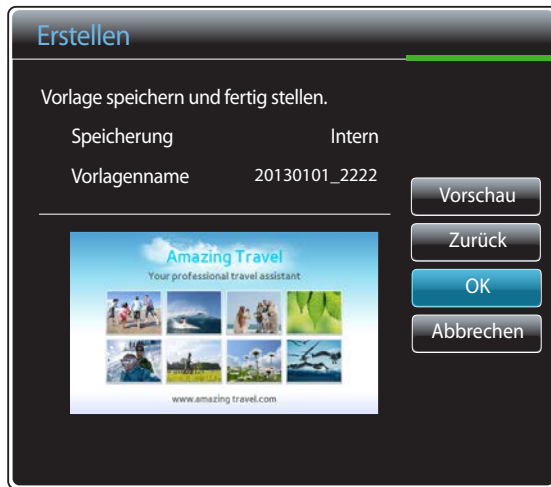 Erstellen
Vorlage speichern und fertig stellen.
Speicherung Intern
Vorlagenname 20130101_2222
Vorschau
Zurück
OK
Abbrechen
Amazing Travel
Your professional travel assistant
www.amazing travel.com